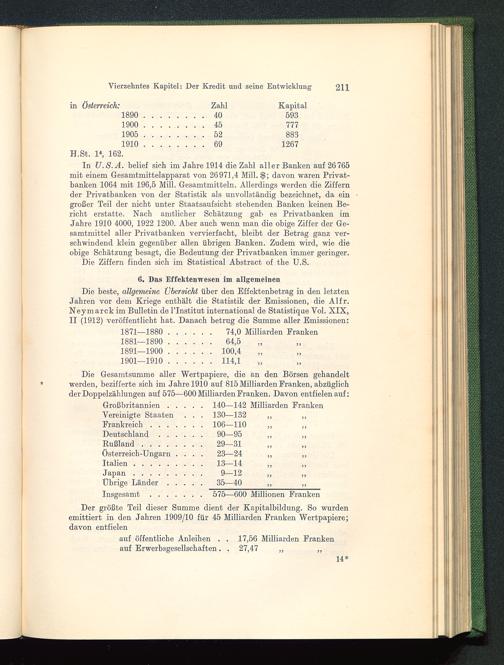 Vierzehntes Kapitel: Der Kredit und seine Entwicklung 211
in Österreich: Zahl Kapital
1890 . . . . . . . . 40 593
1900 . . . . . . . . 45 777
1905 . . . . . . . . 52 883
1910 . . . . . . . . 69 1267
H.St. 1⁴, 162.
In U.S.A. belief sich im Jahre 1914 die Zahl aller Banken auf 26765
mit einem Gesamtmittelapparat von 26971,4 Mill. $; davon waren Privat-
banken 1064 mit 196,5 Mill. Gesamtmitteln. Allerdings werden die Ziffern
der Privatbanken von der Statistik als unvollständig bezeichnet, da ein
großer Teil der nicht unter Staatsaufsicht stehenden Banken keinen Be-
richt erstatte. Nach amtlicher Schätzung gab es Privatbanken im
Jahre 1910 4000, 1922 1200. Aber auch wenn man die obige Ziffer der Ge-
samtmittel aller Privatbanken vervierfacht, bleibt der Betrag ganz ver-
schwindend klein gegenüber allen übrigen Banken. Zudem wird, wie die
obige Schätzung besagt, die Bedeutung der Privatbanken immer geringer.
Die Ziffern finden sich im Statistical Abstract of the U.S.
6. Das Effektenwesen im allgemeinen
Die beste, allgemeine Übersicht über den Effektenbetrag in den letzten
Jahren vor dem Kriege enthält die Statistik der Emissionen, die Alfr.
Neymarck im Bulletin de l'Institut international de Statistique Vol. XIX,
II (1912) veröffentlicht hat. Danach betrug die Summe aller Emissionen:
1871—1880 . . . . . . 74,0 Milliarden Franken
1881—1890 . . . . . . 64,5 „ „
1891—1900 . . . . . . 100,4 „ „
1901—1910 . . . . . . 114,1 „ „
Die Gesamtsumme aller Wertpapiere, die an den Börsen gehandelt
werden, bezifferte sich im Jahre 1910 auf 815 Milliarden Franken, abzüglich
der Doppelzählungen auf 575—600 Milliarden Franken. Davon entfielen auf:
Großbritannien . . . . . 140—142 Milliarden Franken
Vereinigte Staaten . . . 130—132 „ „
Frankreich . . . . . . . 106—110 „ „
Deutschland . . . . . . 90—95 „ „
Rußland . . . . . . . . 29—31 „ „
Österreich-Ungarn . . . . 23—24 „ „
Italien . . . . . . . . . 13—14 „ „
Japan . . . . . . . . . 9—12 „ „
Übrige Länder . . . . . 35—40 „ „
Insgesamt . . . . . . . 575—600 Millionen Franken
Der größte Teil dieser Summe dient der Kapitalbildung. So wurden
emittiert in den Jahren 1909/10 für 45 Milliarden Franken Wertpapiere;
davon entfielen
auf öffentliche Anleihen . . 17,56 Milliarden Franken
auf Erwerbsgesellschaften . . 27,47 „ „
14*